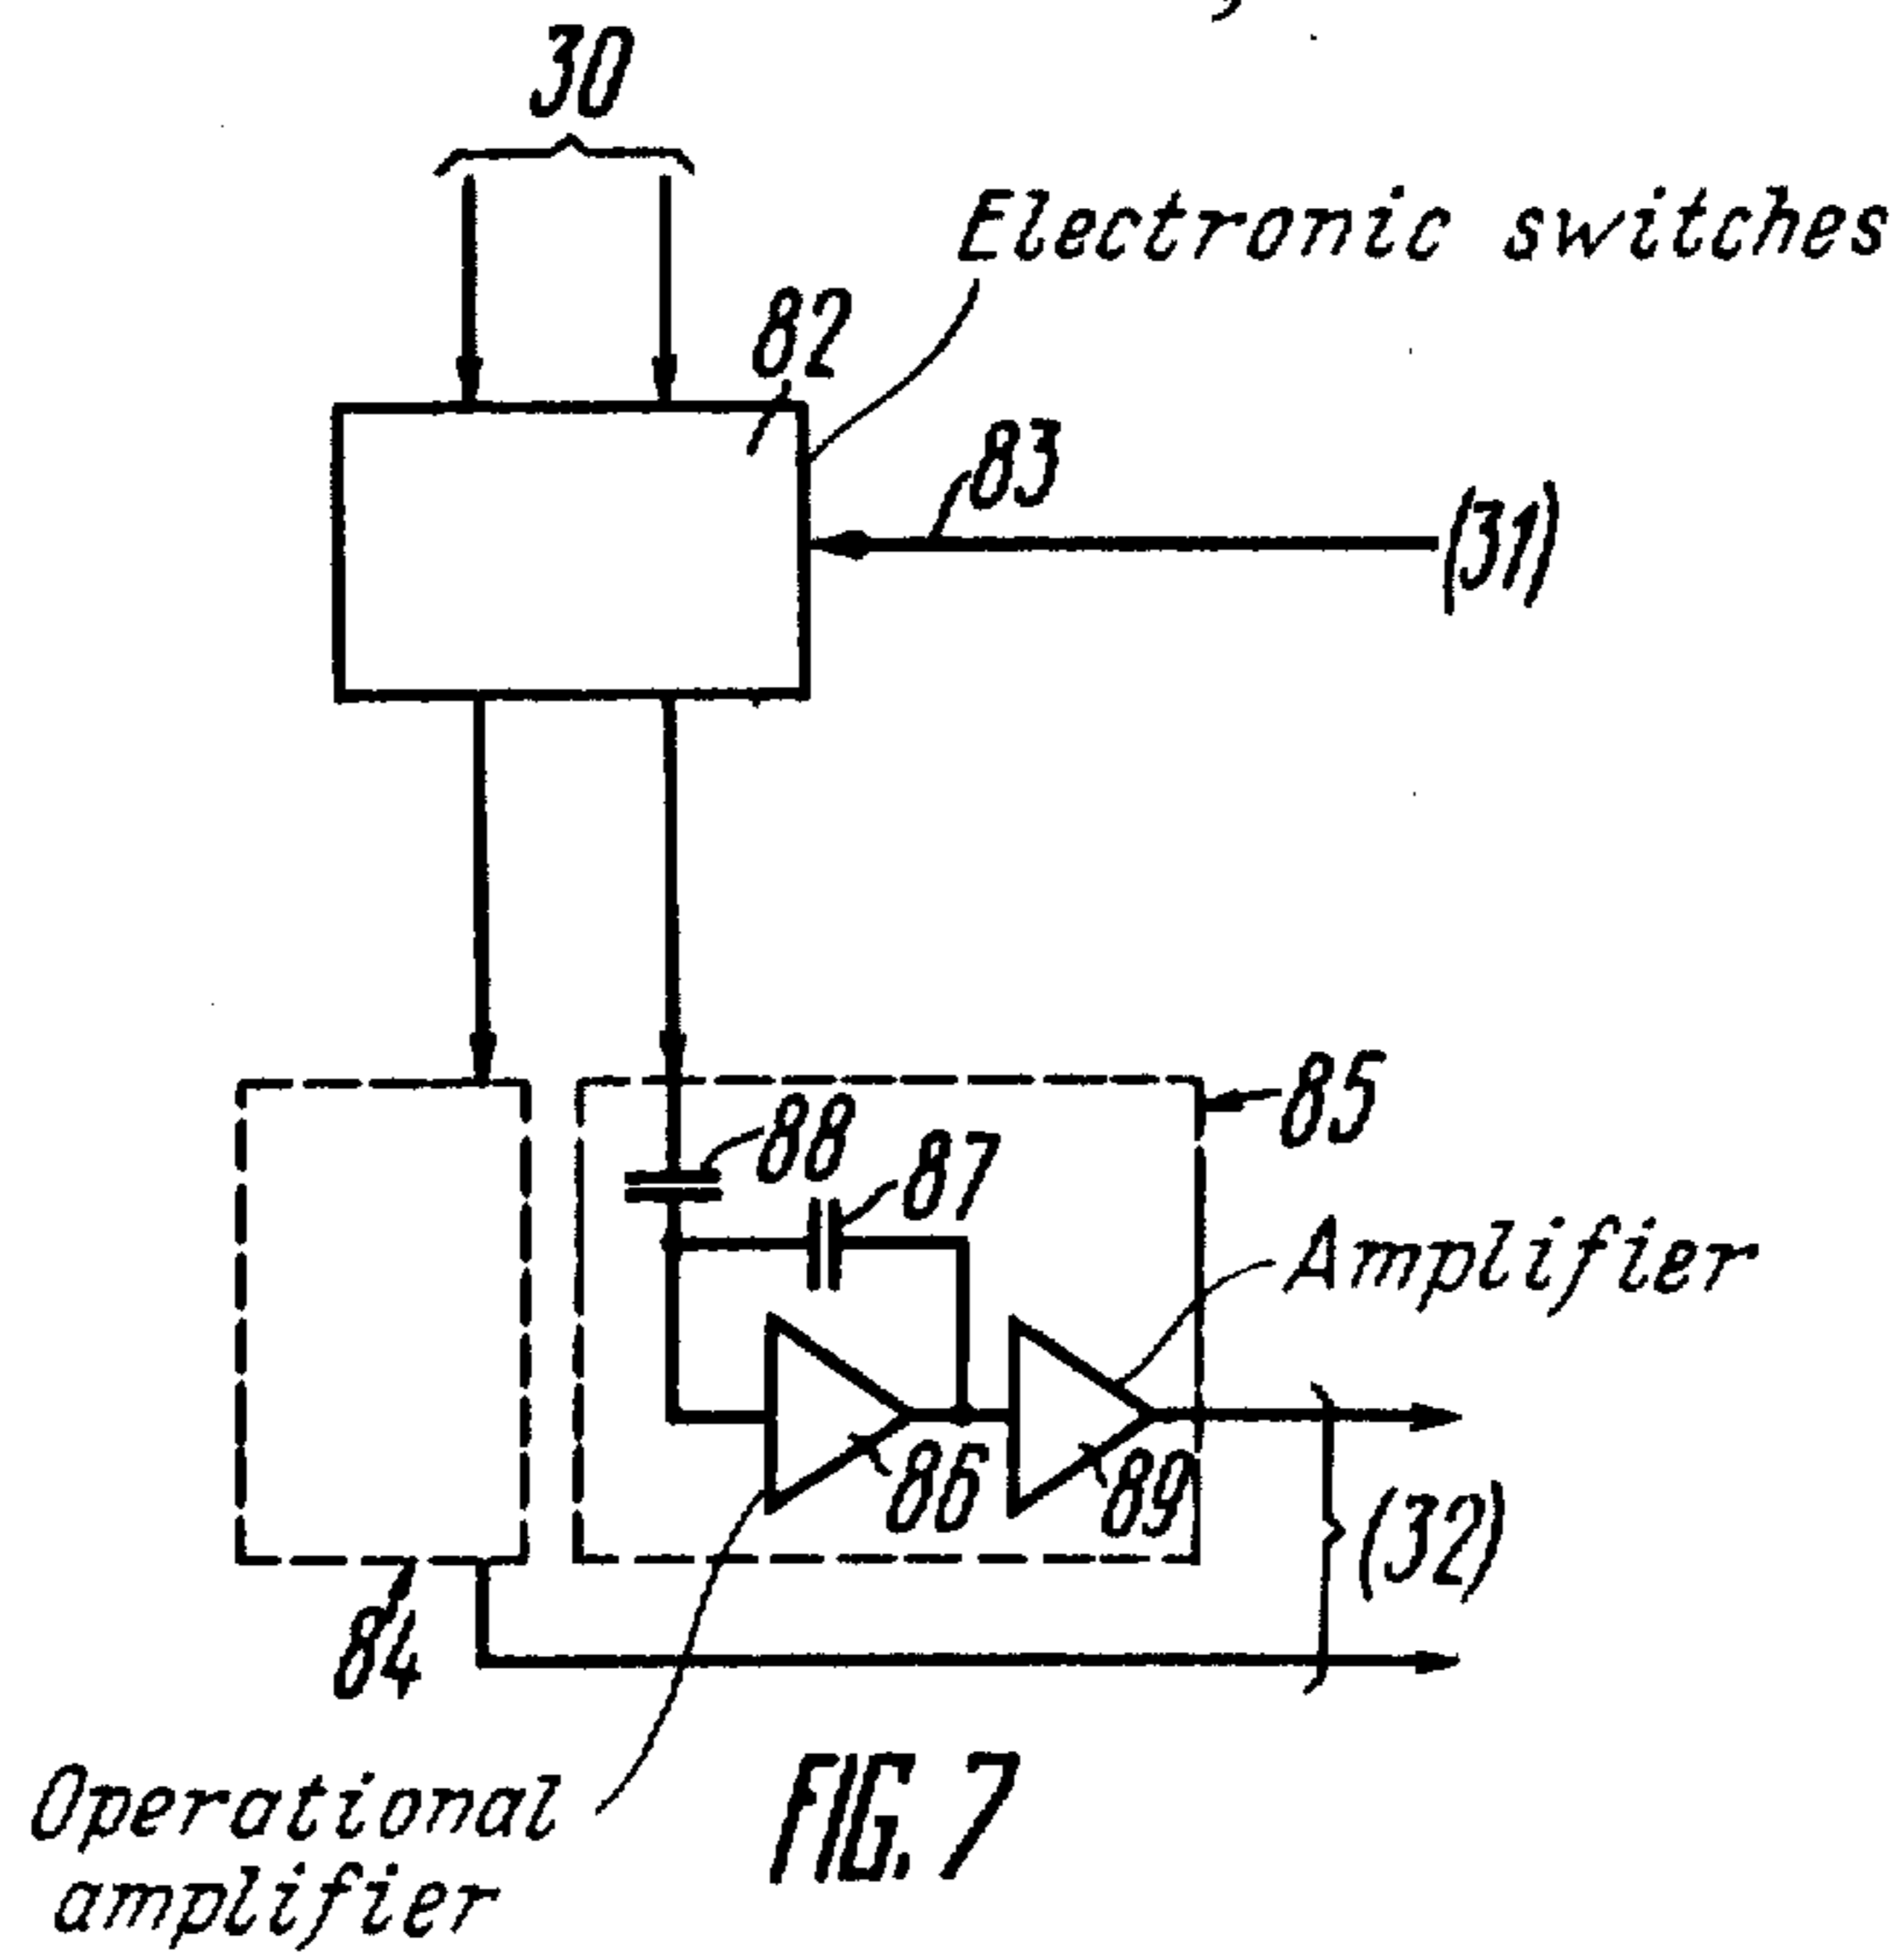 30
Electronic switches
82
83
(31)
85
88
87
Amplifier
86
89
(32)
84
Operational
amplifier
FIG. 7